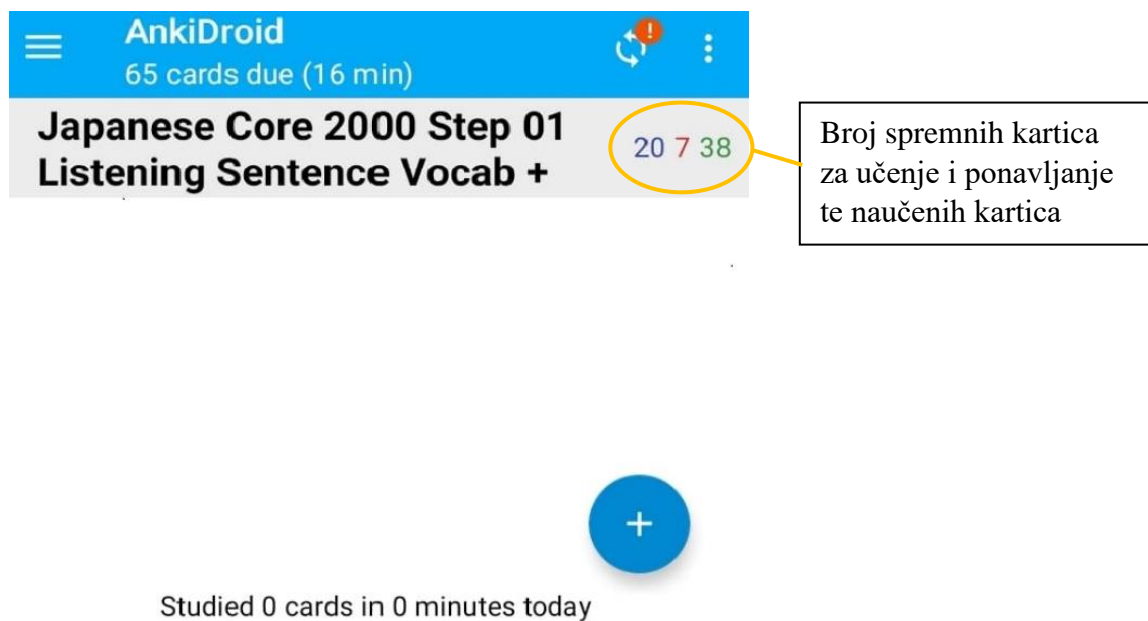 AnkiDroid
65 cards due (16 min)
!
Japanese Core 2000 Step 01
Listening Sentence Vocab +
20 7 38
Broj spremnih kartica
za učenje i ponavljanje
te naučenih kartica
+
Studied 0 cards in 0 minutes today